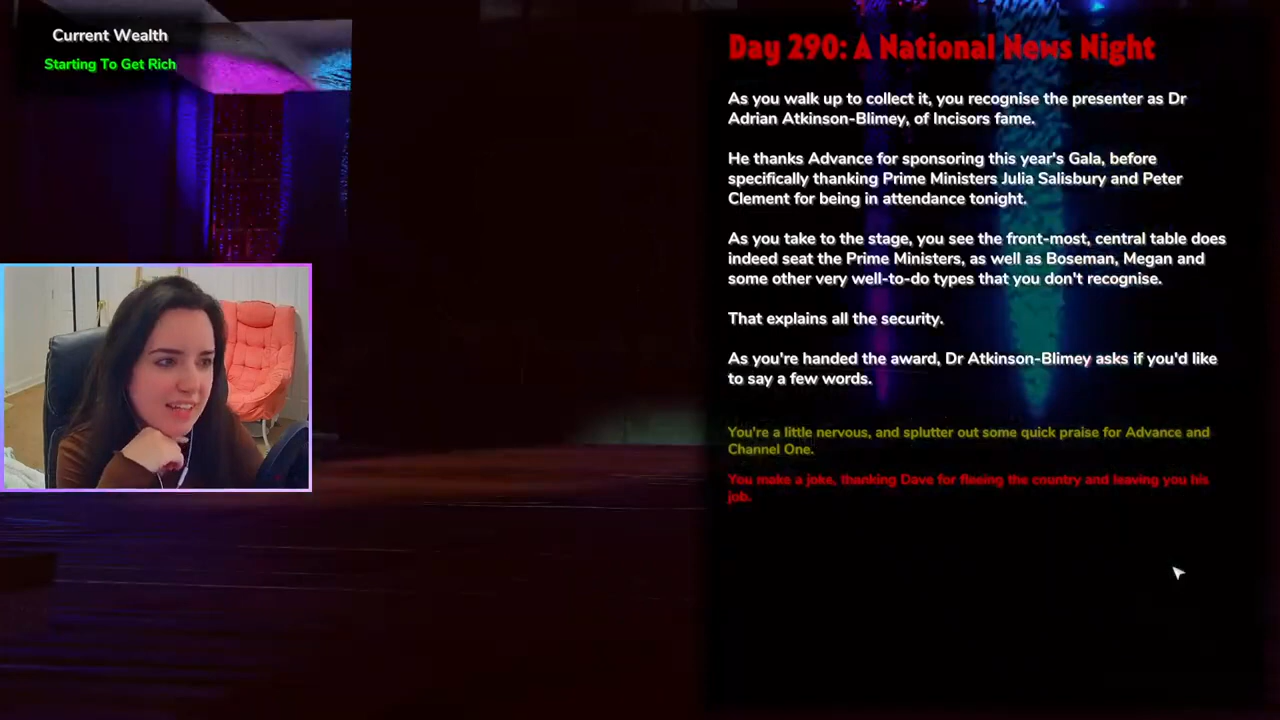 Current Wealth
Starting To Get Rich
Day 290: A National News Night
As you walk up to collect it, you recognise the presenter as Dr
Adrian Atkinson-Blimey, of Incisors fame.
He thanks Advance for sponsoring this year's Gala, before
specifically thanking Prime Ministers Julia Salisbury and Peter
Clement for being in attendance tonight.
As you take to the stage, you see the front-most, central table does
indeed seat the Prime Ministers, as well as Boseman, Megan and
some other very well-to-do types that you don't recognise.
That explains all the security.
As you're handed the award, Dr Atkinson-Blimey asks if you'd like
to say a few words.
You're a little nervous, and splutter out some quick praise for Advance and
Channel One.
You make a joke, thanking Dave for fleeing the country and leaving you his
job.